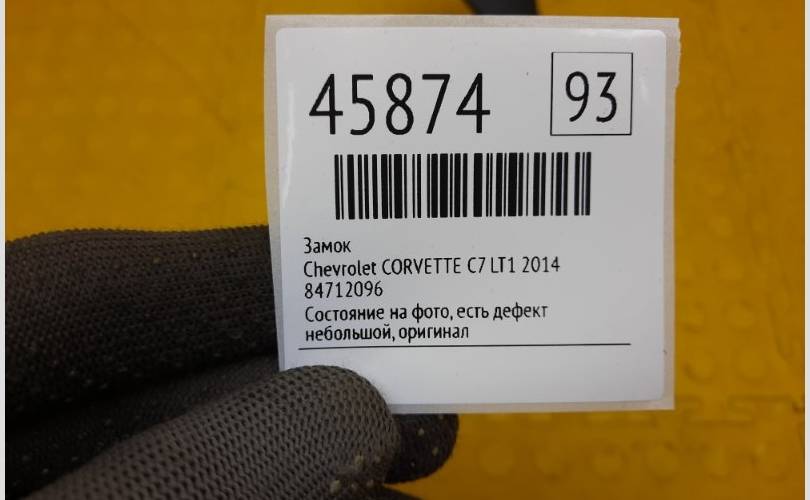 45874
93
Замок
Chevrolet CORVETTE C7 LT1 2014
84712096
Состояние на фото, есть дефект
небольшой, оригинал